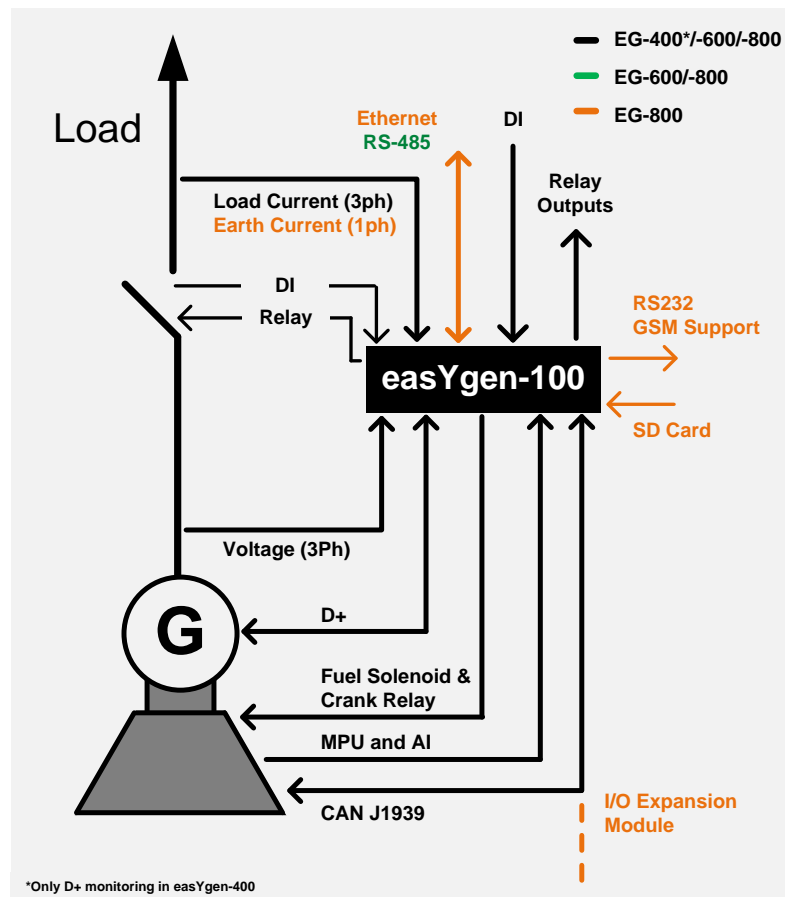 EG-400*/-600/-800
EG-600/-800
EG-800
Load
Ethernet
RS-485
DI
Relay
Outputs
Load Current (3ph)
Earth Current (1ph)
DI
Relay
RS232
GSM Support
easYgen-100
SD Card
Voltage (3Ph)
G
D+
Fuel Solenoid &
Crank Relay
MPU and AI
CAN J1939
I/O Expansion
Module
*Only D+ monitoring in easYgen-400